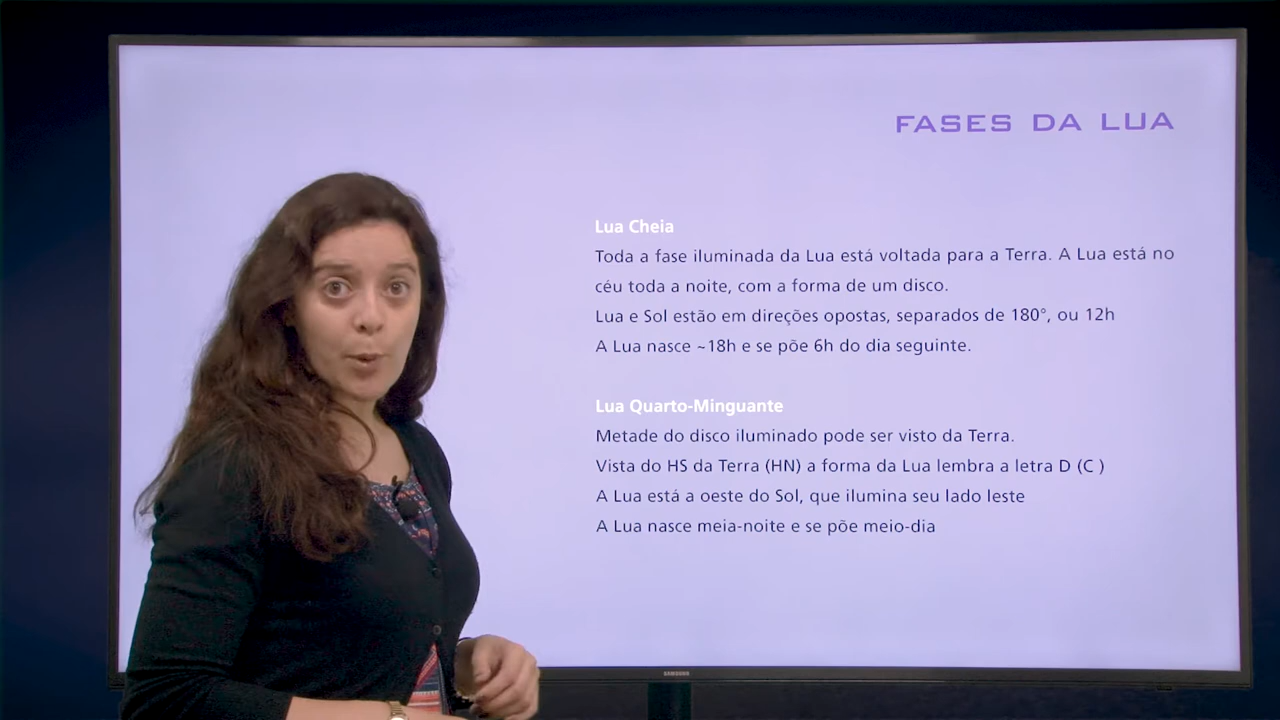 FASES DA LUA
Lua Cheia
Toda a fase iluminada da Lua está voltada para a Terra. A Lua está no
céu toda a noite, com a forma de um disco.
Lua e Sol estão em direções opostas, separados de 180°, ou 12h
A Lua nasce ~18h e se põe 6h do dia seguinte.
Lua Quarto-Minguante
Metade do disco iluminado pode ser visto da Terra.
Vista do HS da Terra (HN) a forma da Lua lembra a letra D (C )
A Lua está a oeste do Sol, que ilumina seu lado leste
A Lua nasce meia-noite e se põe meio-dia
SAMSUNG